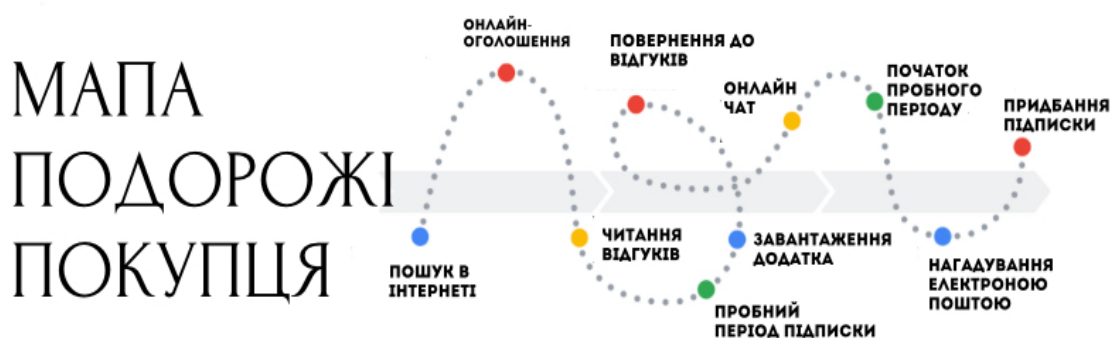 МАПА
ПОДОРОЖІ
ПОКУПЦЯ
ПОШУК В
ІНТЕРНЕТІ
ОНЛАЙН-
ОГОЛОШЕННЯ
ЧИТАННЯ
ВІДГУКІВ
ПРОБНИЙ
ПЕРІОД ПІДПИСКИ
ЗАВАНТАЖЕННЯ
ДОДАТКА
ПОВЕРНЕННЯ ДО
ВІДГУКІВ
ОНЛАЙН
ЧАТ
ПОЧАТОК
ПРОБНОГО
ПЕРІОДУ
НАГАДУВАННЯ
ЕЛЕКТРОНОЮ
ПОШТОЮ
ПРИДБАННЯ
ПІДПИСКИ